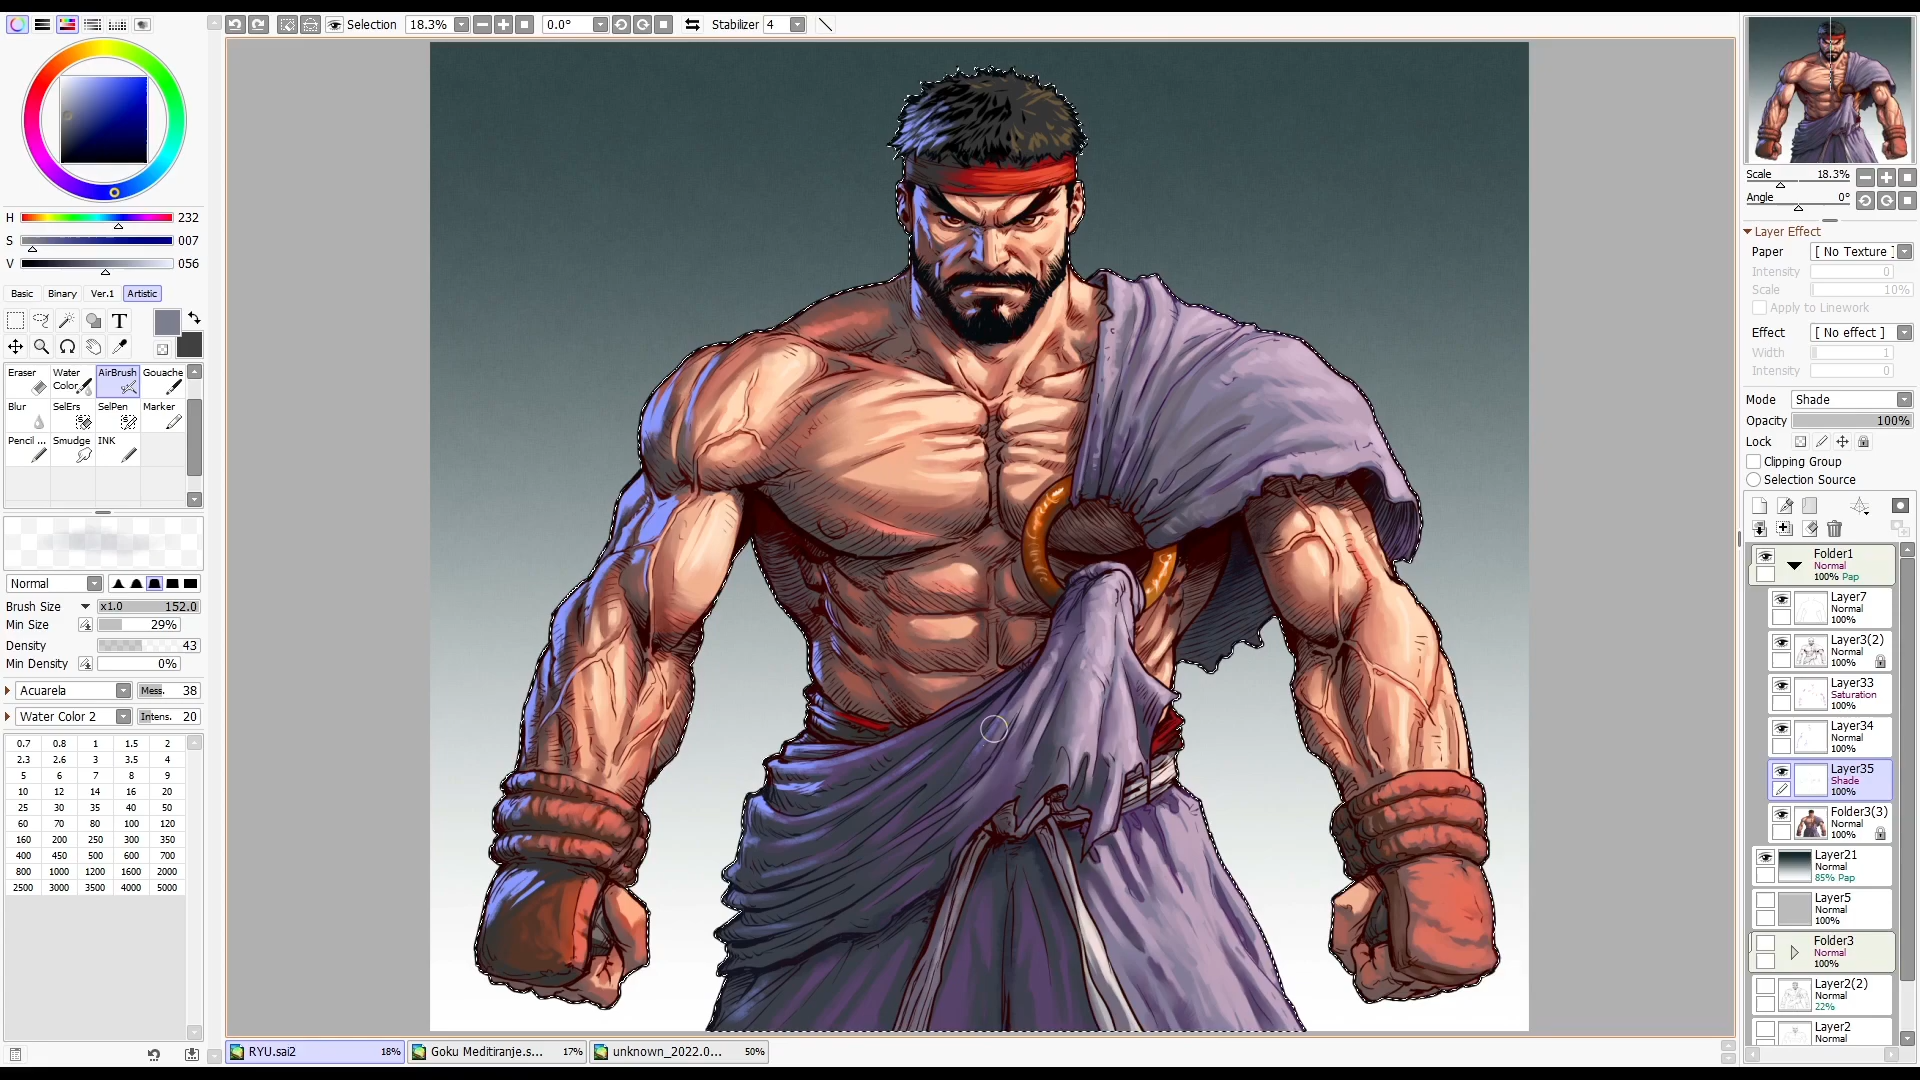 Selection 18.3% 0.0° Stabilizer 4
H 232
S 007
V 056
Basic Binary Ver.1 Artistic
T
Eraser Water Color AirBrush Gouache
Blur SelErs SelPen Marker
Pencil ... Smudge INK
Normal
Brush Size x1.0 152.0
Min Size 29%
Density 43
Min Density 0%
Acuarela Mess. 38
Water Color 2 Intens. 20
0.7 0.8 1 1.5 2
2.3 2.6 3 3.5 4
5 6 7 8 9
10 12 14 16 20
25 30 35 40 50
60 70 80 100 120
160 200 250 300 350
400 450 500 600 700
800 1000 1200 1600 2000
2500 3000 3500 4000 5000
RYU.sai2 18% Goku Meditiranje.s... 17% unknown_2022.0... 50%
Scale 18.3%
Angle 0°
Layer Effect
Paper [ No Texture ]
Intensity 0
Scale 10%
Apply to Linework
Effect [ No effect ]
Width 1
Intensity 0
Mode Shade
Opacity 100%
Lock
Clipping Group
Selection Source
Folder1
Normal
100% Pap
Layer7
Normal
100%
Layer3(2)
Normal
100%
Layer33
Saturation
100%
Layer34
Normal
100%
Layer35
Shade
100%
Folder3(3)
Normal
100%
Layer21
Normal
85% Pap
Layer5
Normal
100%
Folder3
Normal
100%
Layer2(2)
Normal
22%
Layer2
Normal